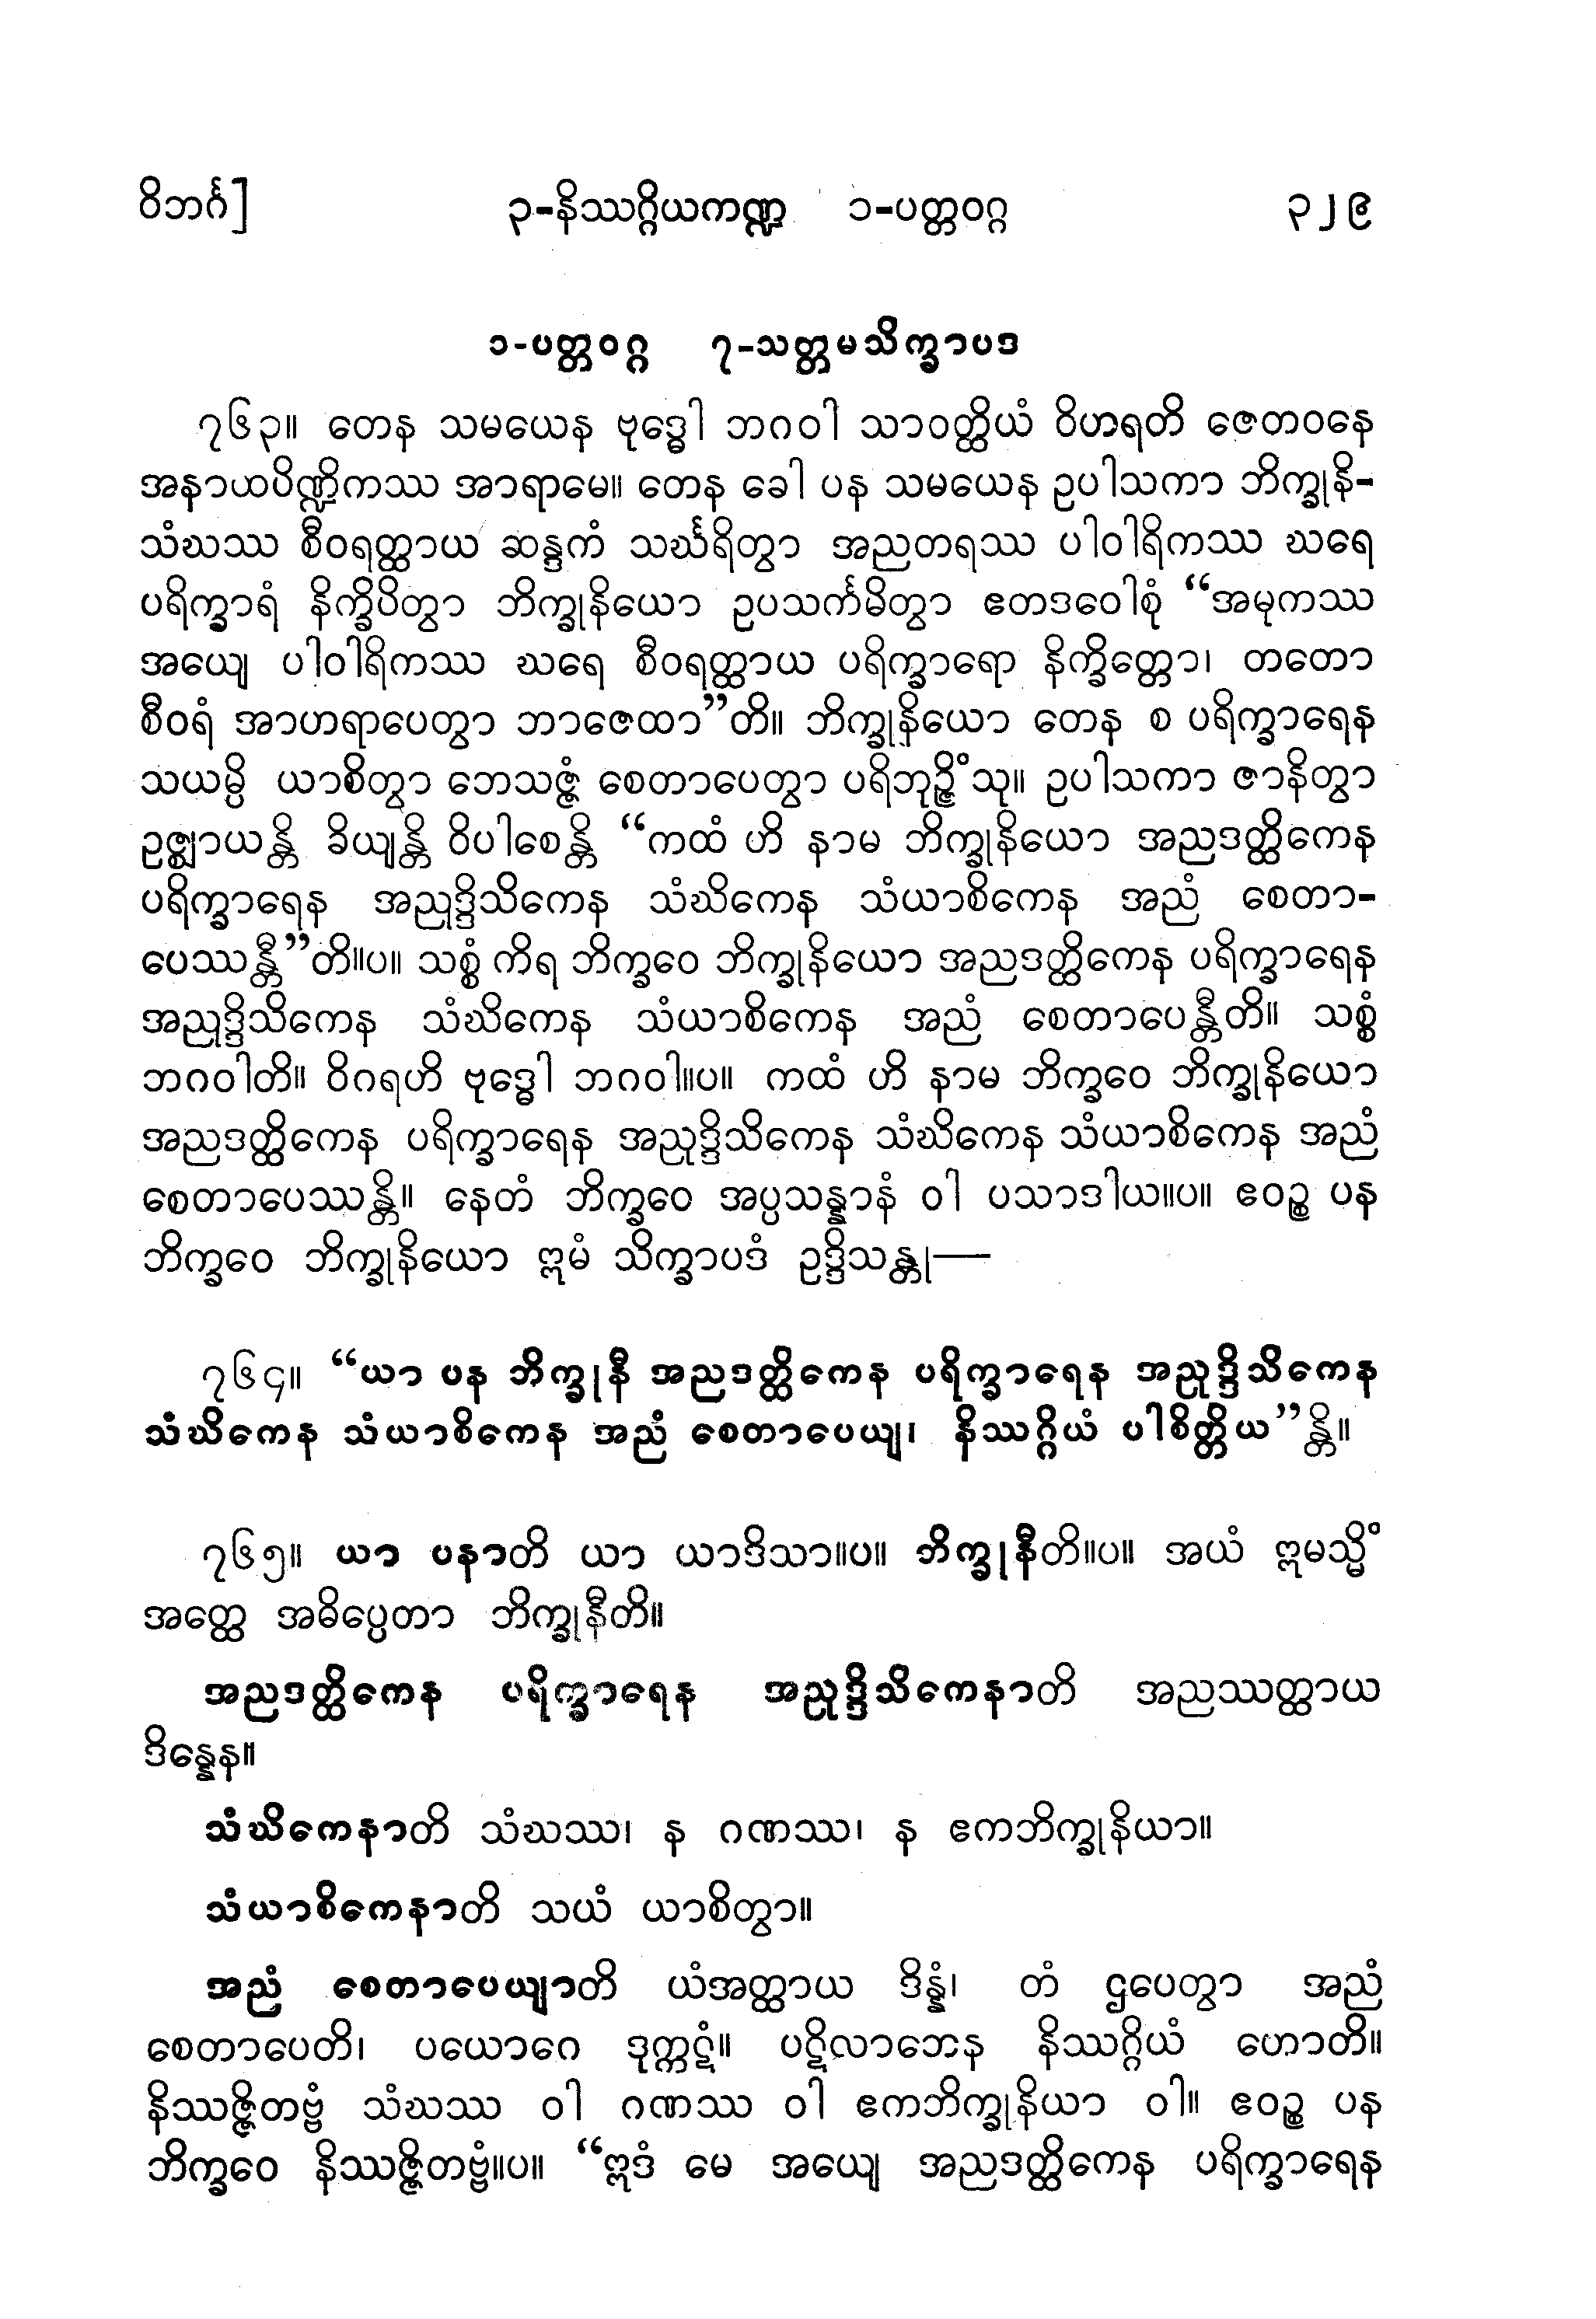 ဝိဘင်္ဂ] ၃-နိဿဂ္ဂိယကဏ္ဍ ၁-ပတ္တဝဂ္ဂ ၃၂၉
၁-ပတ္တဝဂ္ဂ ၇-သတ္တမသိက္ခာပဒ
၇၆၃။ တေန သမယေန ဗုဒ္ဓေါ ဘဂဝါ သာဝတ္ထိယံ ဝိဟရတိ ဇေတဝနေ
အနာထပိဏ္ဍိကဿ အာရာမေ။ တေန ခေါ ပန သမယေန ဥပါသကာ ဘိက္ခုနိ-
သံဃဿ စီဝရတ္ထာယ ဆန္ဒကံ သင်္ဃရိတွာ အညတရဿ ပါဝါရိကဿ ဃရေ
ပရိက္ခာရံ နိက္ခိပိတွာ ဘိက္ခုနိယော ဥပသင်္ကမိတွာ ဧတဒဝေါစုံ “အမုကဿ
အယျေ ပါဝါရိကဿ ဃရေ စီဝရတ္ထာယ ပရိက္ခာရော နိက္ခိတ္တော၊ တတော
စီဝရံ အာဟရာပေတွာ ဘာဇေထာ”တိ။ ဘိက္ခုနိယော တေန စ ပရိက္ခာရေန
သယမ္ပိ ယာစိတွာ ဘေသဇ္ဇံ စေတာပေတွာ ပရိဘုဉ္ဇိံသု။ ဥပါသကာ ဇာနိတွာ
ဥဇ္ဈာယန္တိ ခိယျန္တိ ဝိပါစေန္တိ “ကထံ ဟိ နာမ ဘိက္ခုနိယော အညဒတ္ထိကေန
ပရိက္ခာရေန အညုဒ္ဒိသိကေန သံဃိကေန သံယာစိကေန အညံ စေတာ-
ပေဿန္တီ”တိ။ပ။ သစ္စံ ကိရ ဘိက္ခဝေ ဘိက္ခုနိယော အညဒတ္ထိကေန ပရိက္ခာရေန
အညုဒ္ဒိသိကေန သံဃိကေန သံယာစိကေန အညံ စေတာပေန္တီတိ။ သစ္စံ
ဘဂဝါတိ။ ဝိဂရဟိ ဗုဒ္ဓေါ ဘဂဝါ။ပ။ ကထံ ဟိ နာမ ဘိက္ခဝေ ဘိက္ခုနိယော
အညဒတ္ထိကေန ပရိက္ခာရေန အညုဒ္ဒိသိကေန သံဃိကေန သံယာစိကေန အညံ
စေတာပေဿန္တိ။ နေတံ ဘိက္ခဝေ အပ္ပသန္နာနံ ဝါ ပသာဒါယ။ပ။ ဧဝဉ္စ ပန
ဘိက္ခဝေ ဘိက္ခုနိယော ဣမံ သိက္ခာပဒံ ဥဒ္ဒိသန္တု—
၇၆၄။ “ယာ ပန ဘိက္ခုနီ အညဒတ္ထိကေန ပရိက္ခာရေန အညုဒ္ဒိသိကေန
သံဃိကေန သံယာစိကေန အညံ စေတာပေယျ၊ နိဿဂ္ဂိယံ ပါစိတ္တိယ”န္တိ။
၇၆၅။ ယာ ပနာတိ ယာ ယာဒိသာ။ပ။ ဘိက္ခုနီတိ။ပ။ အယံ ဣမသ္မိံ
အတ္ထေ အဓိပ္ပေတာ ဘိက္ခုနီတိ။
အညဒတ္ထိကေန ပရိက္ခာရေန အညုဒ္ဒိသိကေနာတိ အညဿတ္ထာယ
ဒိန္နေန။
သံဃိကေနာတိ သံဃဿ၊ န ဂဏဿ၊ န ဧကဘိက္ခုနိယာ။
သံယာစိကေနာတိ သယံ ယာစိတွာ။
အညံ စေတာပေယျာတိ ယံအတ္ထာယ ဒိန္နံ၊ တံ ဌပေတွာ အညံ
စေတာပေတိ၊ ပယောဂေ ဒုက္ကဋံ။ ပဋိလာဘေန နိဿဂ္ဂိယံ ဟောတိ။
နိဿဇ္ဇိတဗ္ဗံ သံဃဿ ဝါ ဂဏဿ ဝါ ဧကဘိက္ခုနိယာ ဝါ။ ဧဝဉ္စ ပန
ဘိက္ခဝေ နိဿဇ္ဇိတဗ္ဗံ။ပ။ “ဣဒံ မေ အယျေ အညဒတ္ထိကေန ပရိက္ခာရေန